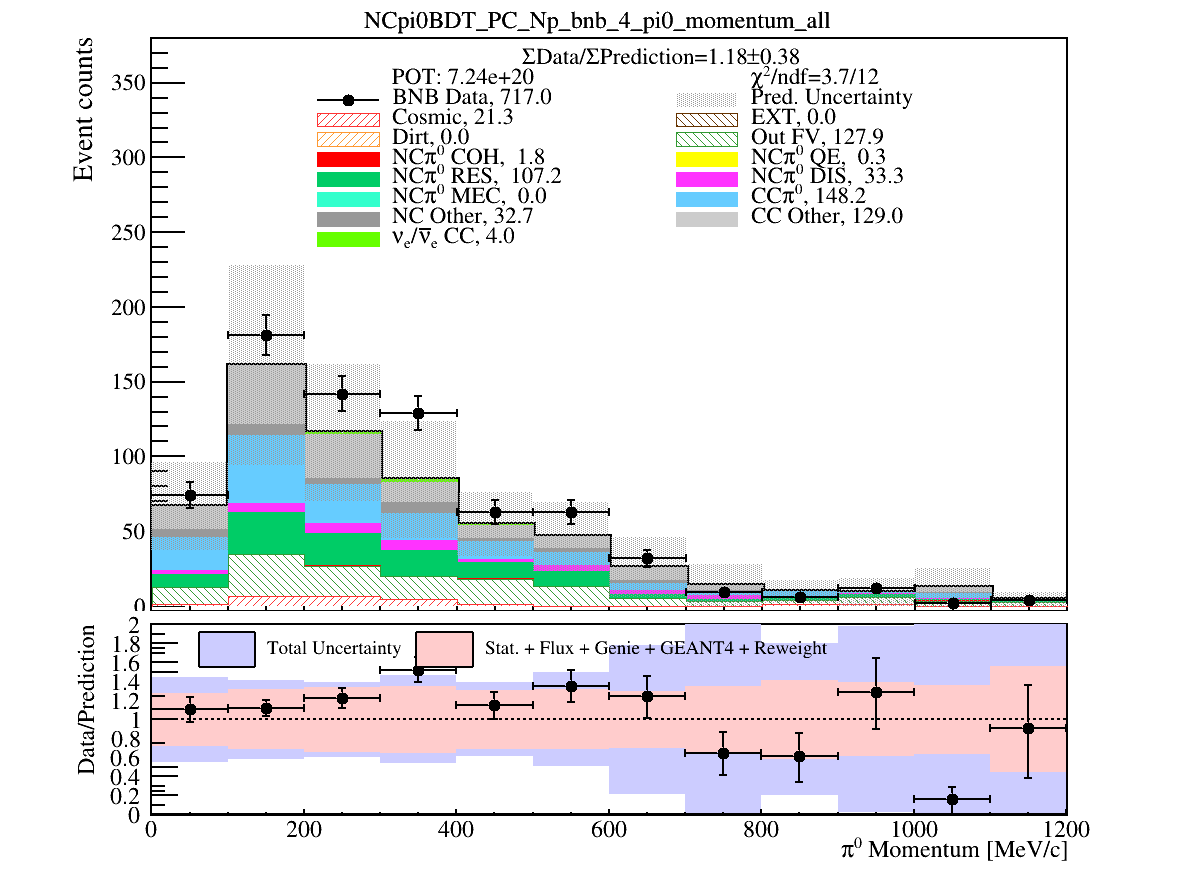 NCpi0BDT_PC_Np_bnb_4_pi0_momentum_all
ΣData/ΣPrediction=1.18±0.38
POT: 7.24e+20
χ²/ndf=3.7/12
BNB Data, 717.0
Pred. Uncertainty
Cosmic, 21.3
EXT, 0.0
Dirt, 0.0
Out FV, 127.9
NCπ⁰ COH, 1.8
NCπ⁰ QE, 0.3
NCπ⁰ RES, 107.2
NCπ⁰ DIS, 33.3
NCπ⁰ MEC, 0.0
CCπ⁰, 148.2
NC Other, 32.7
CC Other, 129.0
νₑ/ν̅ₑ CC, 4.0
Event counts
350
300
250
200
150
100
50
0
Total Uncertainty
Stat. + Flux + Genie + GEANT4 + Reweight
Data/Prediction
2
1.8
1.6
1.4
1.2
1
0.8
0.6
0.4
0.2
0
0 200 400 600 800 1000 1200
π⁰ Momentum [MeV/c]